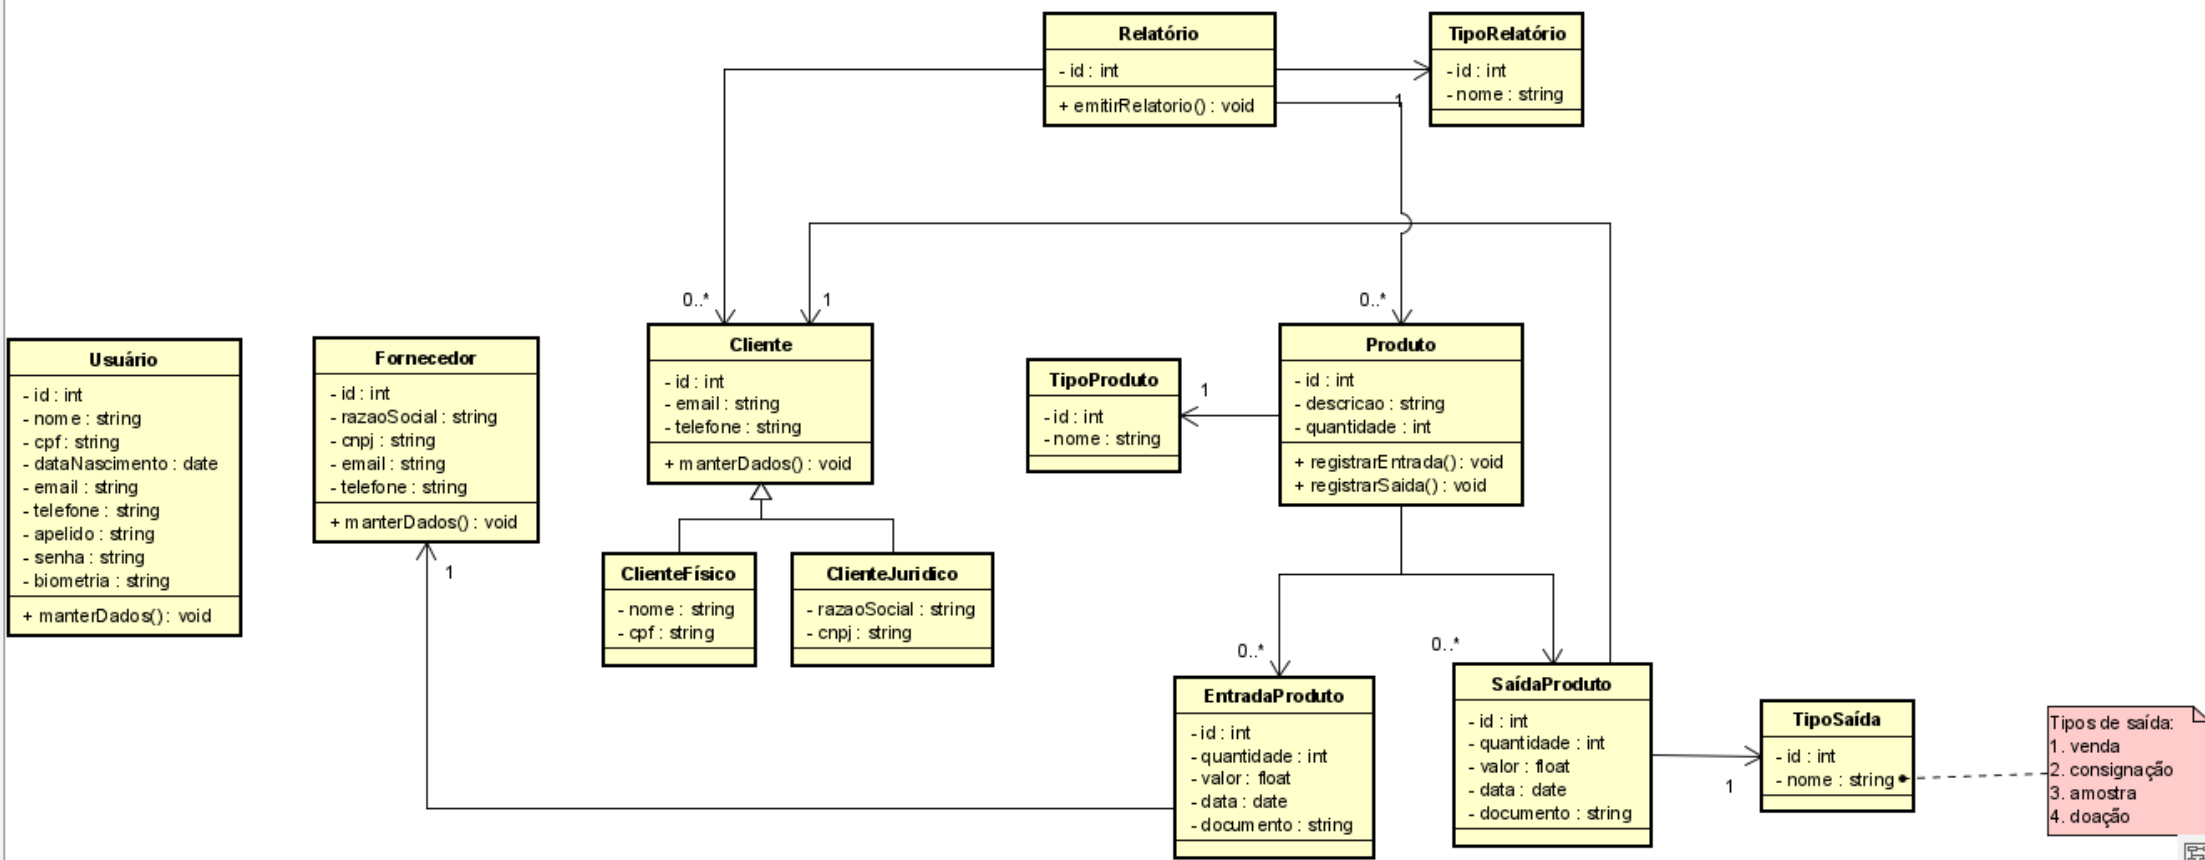 Relatório
- id : int
+ emitirRelatorio() : void
TipoRelatório
- id : int
- nome : string
1
0..*
1
0..*
Usuário
- id : int
- nome : string
- cpf : string
- dataNascimento : date
- email : string
- telefone : string
- apelido : string
- senha : string
- biometria : string
+ manterDados() : void
Fornecedor
- id : int
- razaoSocial : string
- cnpj : string
- email : string
- telefone : string
+ manterDados() : void
1
Cliente
- id : int
- email : string
- telefone : string
+ manterDados() : void
TipoProduto
- id : int
- nome : string
1
Produto
- id : int
- descricao : string
- quantidade : int
+ registrarEntrada() : void
+ registrarSaida() : void
ClienteFísico
- nome : string
- cpf : string
ClienteJuridico
- razaoSocial : string
- cnpj : string
0..*
0..*
EntradaProduto
- id : int
- quantidade : int
- valor : float
- data : date
- documento : string
SaídaProduto
- id : int
- quantidade : int
- valor : float
- data : date
- documento : string
1
TipoSaída
- id : int
- nome : string
Tipos de saída:
1. venda
2. consignação
3. amostra
4. doação